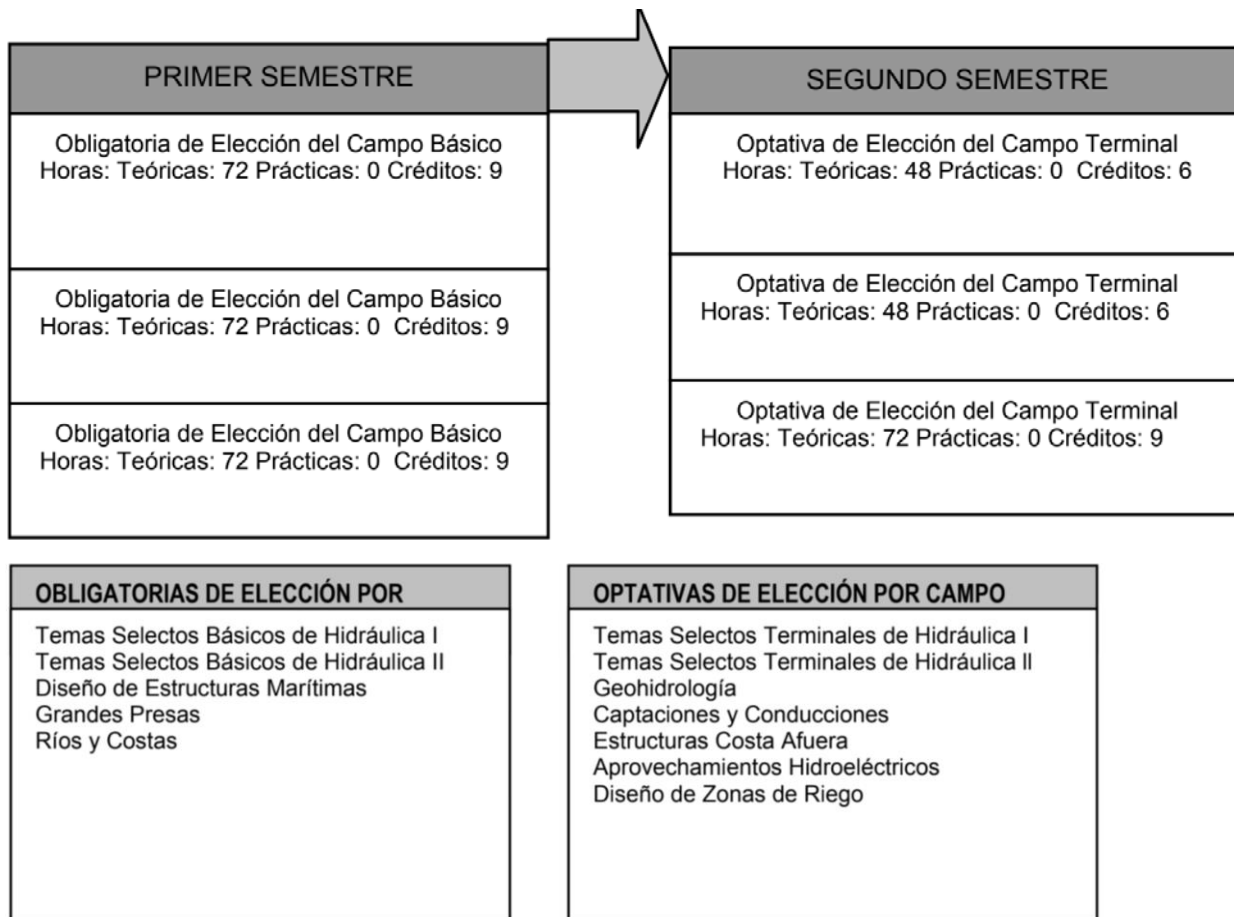 PRIMER SEMESTRE
Obligatoria de Elección del Campo Básico
Horas: Teóricas: 72 Prácticas: 0 Créditos: 9
Obligatoria de Elección del Campo Básico
Horas: Teóricas: 72 Prácticas: 0 Créditos: 9
Obligatoria de Elección del Campo Básico
Horas: Teóricas: 72 Prácticas: 0 Créditos: 9
SEGUNDO SEMESTRE
Optativa de Elección del Campo Terminal
Horas: Teóricas: 48 Prácticas: 0 Créditos: 6
Optativa de Elección del Campo Terminal
Horas: Teóricas: 48 Prácticas: 0 Créditos: 6
Optativa de Elección del Campo Terminal
Horas: Teóricas: 72 Prácticas: 0 Créditos: 9
OBLIGATORIAS DE ELECCIÓN POR
Temas Selectos Básicos de Hidráulica I
Temas Selectos Básicos de Hidráulica II
Diseño de Estructuras Marítimas
Grandes Presas
Ríos y Costas
OPTATIVAS DE ELECCIÓN POR CAMPO
Temas Selectos Terminales de Hidráulica I
Temas Selectos Terminales de Hidráulica II
Geohidrología
Captaciones y Conducciones
Estructuras Costa Afuera
Aprovechamientos Hidroeléctricos
Diseño de Zonas de Riego